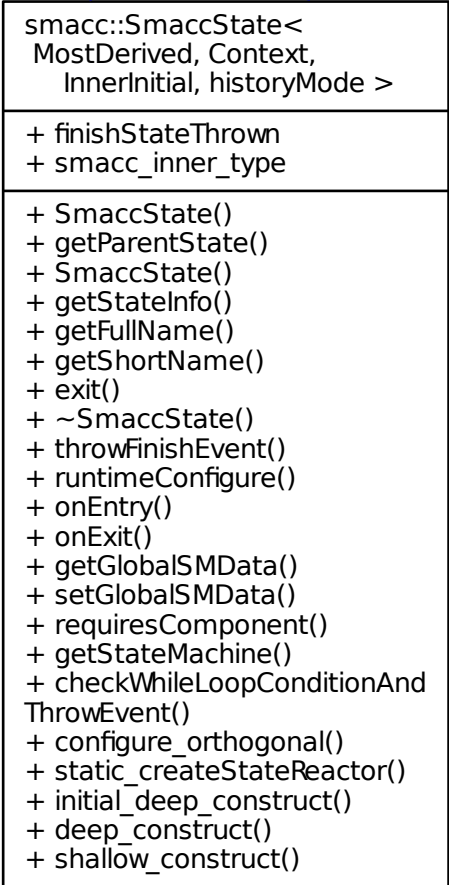 smacc::SmaccState<
MostDerived, Context,
InnerInitial, historyMode >
+ finishStateThrown
+ smacc_inner_type
+ SmaccState()
+ getParentState()
+ SmaccState()
+ getStateInfo()
+ getFullName()
+ getShortName()
+ exit()
+ ~SmaccState()
+ throwFinishEvent()
+ runtimeConfigure()
+ onEntry()
+ onExit()
+ getGlobalSMData()
+ setGlobalSMData()
+ requiresComponent()
+ getStateMachine()
+ checkWhileLoopConditionAnd
ThrowEvent()
+ configure_orthogonal()
+ static_createStateReactor()
+ initial_deep_construct()
+ deep_construct()
+ shallow_construct()